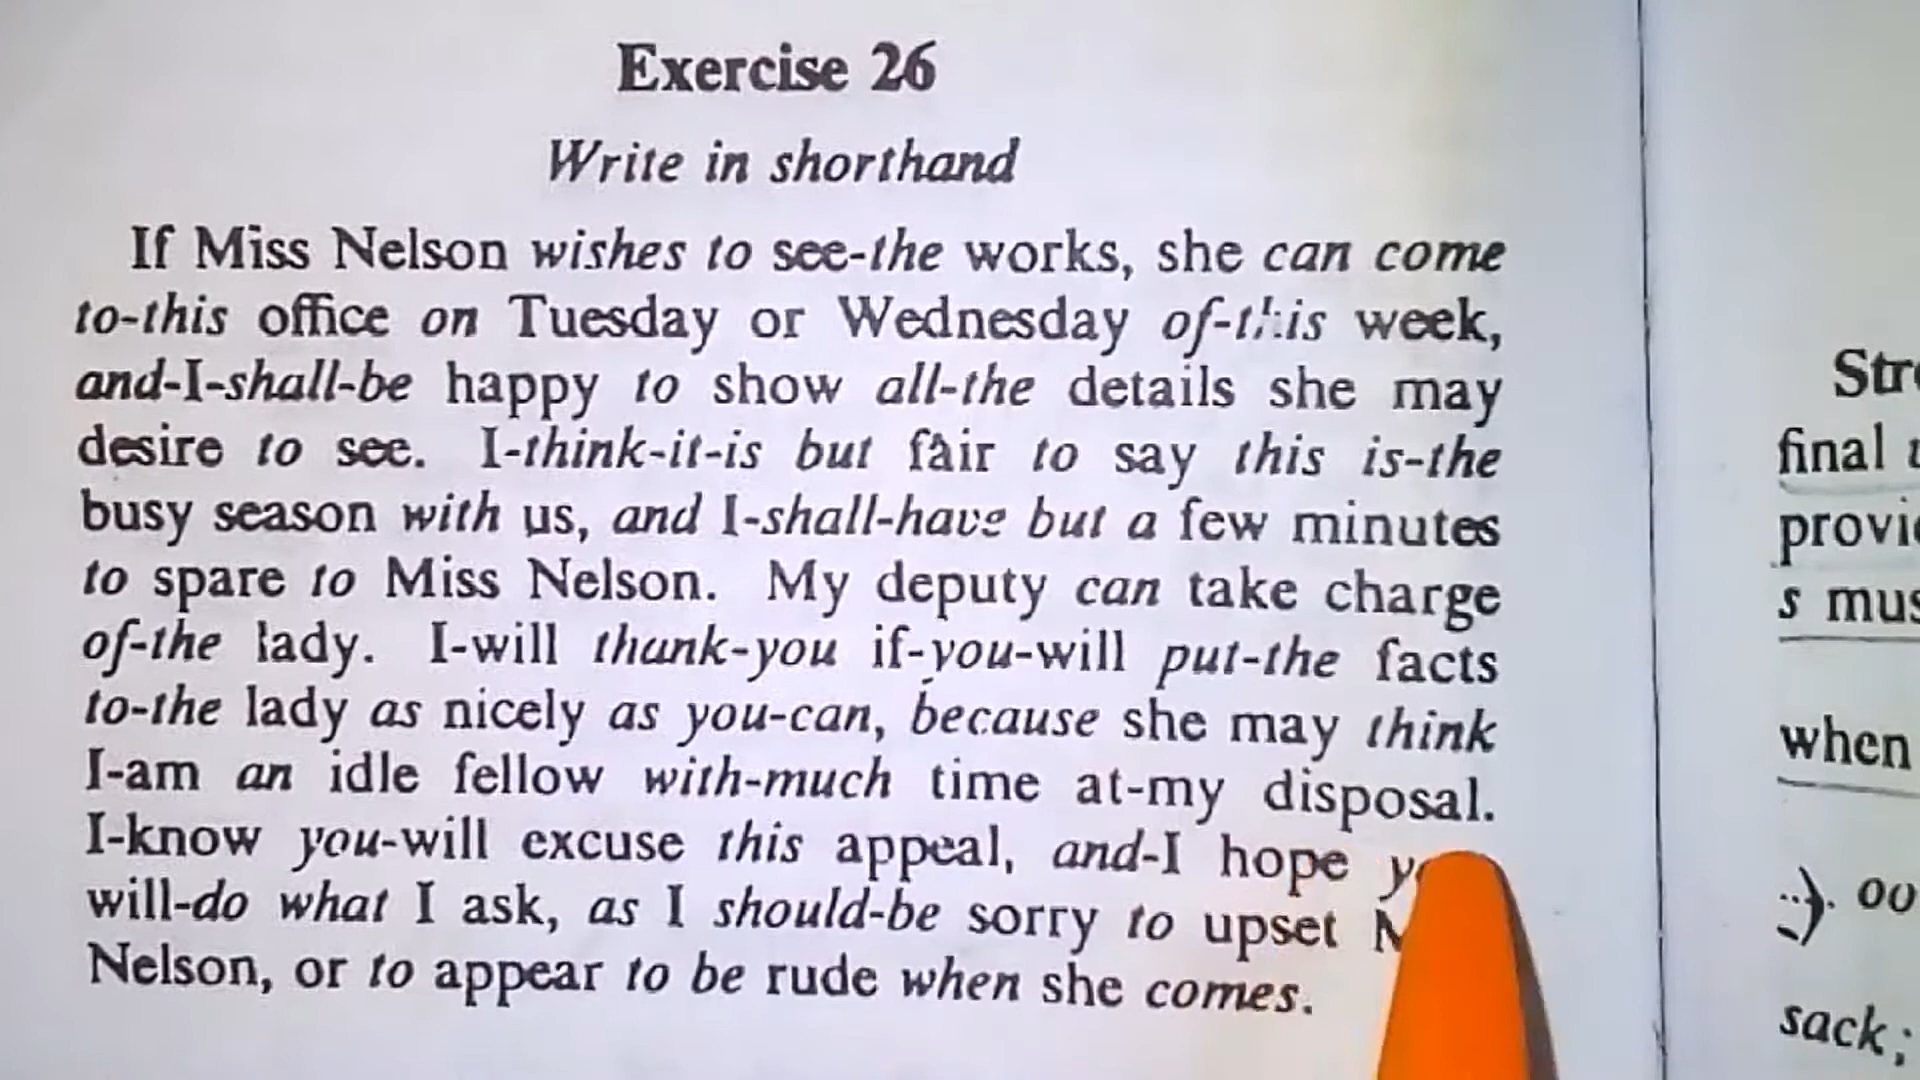 Exercise 26
Write in shorthand
If Miss Nelson wishes to see-the works, she can come
to-this office on Tuesday or Wednesday of-this week,
and-I-shall-be happy to show all-the details she may
desire to see. I-think-it-is but fair to say this is-the
busy season with us, and I-shall-have but a few minutes
to spare to Miss Nelson. My deputy can take charge
of-the lady. I-will thank-you if-you-will put-the facts
to-the lady as nicely as you-can, because she may think
I-am an idle fellow with-much time at-my disposal.
I-know you-will excuse this appeal, and-I hope
will-do what I ask, as I should-be sorry to upset
Nelson, or to appear to be rude when she comes.
final
when
sack;